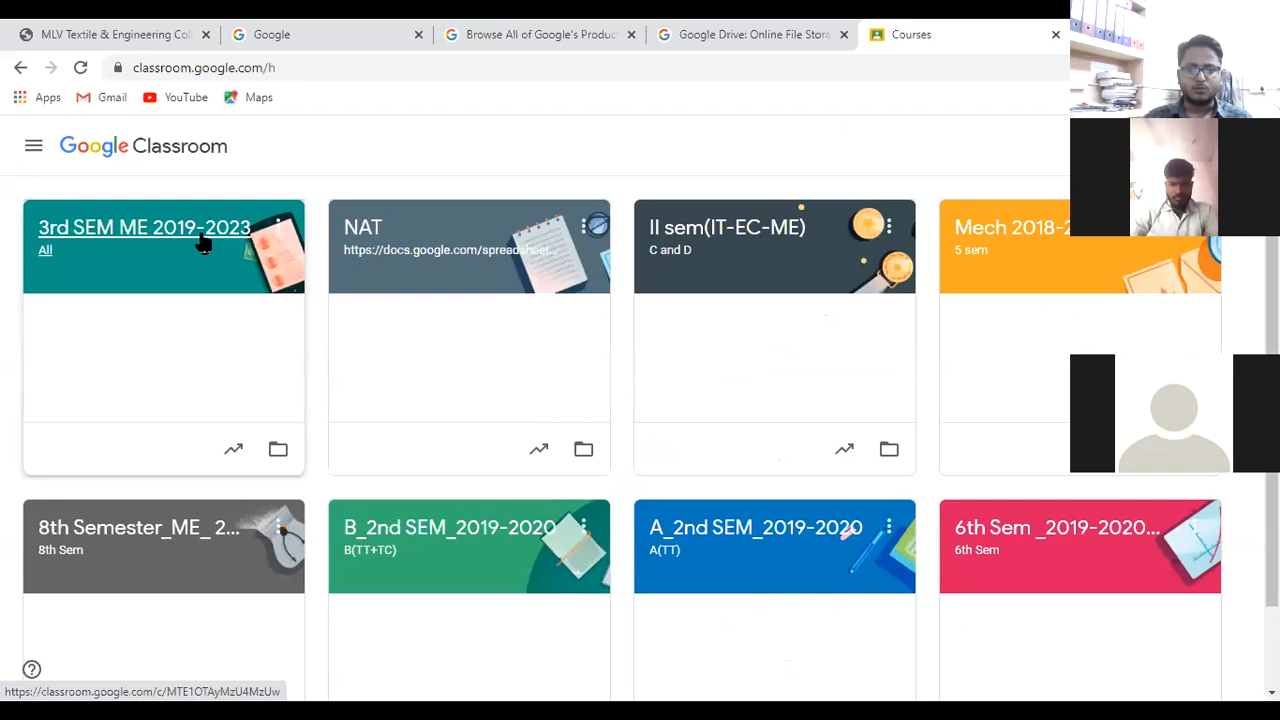 MLV Textile & Engineering Col
Google
Browse All of Google's Produc
Google Drive: Online File Stora
Courses
classroom.google.com/h
Apps
Gmail
YouTube
Maps
Google Classroom
3rd SEM ME 2019-2023
All
NAT
https://docs.google.com/spreadsheet...
II sem(IT-EC-ME)
C and D
Mech 2018-2
5 sem
8th Semester_ME_ 2...
8th Sem
B_2nd SEM_2019-2020
B(TT+TC)
A_2nd SEM_2019-2020
A(TT)
6th Sem _2019-2020...
6th Sem
https://classroom.google.com/c/MTE1OTAyMzU4MzUw